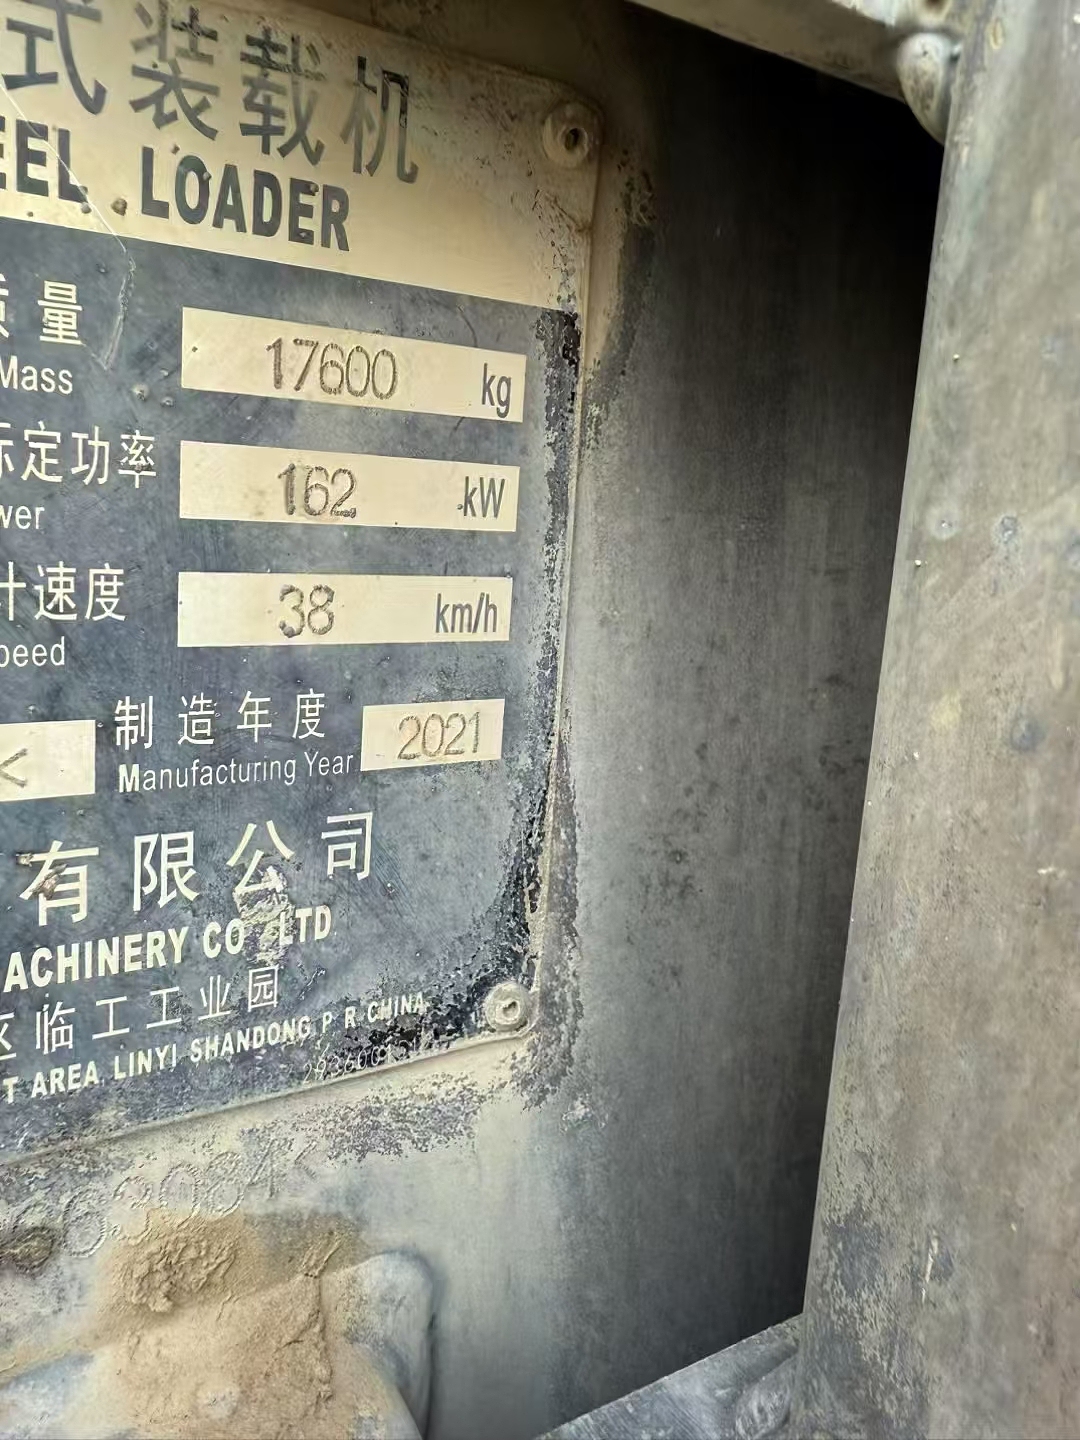 式装载机
EEL LOADER
质量 17600 kg
Mass
标定功率 162 kW
wer
计速度 38 km/h
peed
制造年度 2021
Manufacturing Year
有限公司
ACHINERY CO LTD
区临工工业园
T AREA LINYI SHANDONG P R CHINA